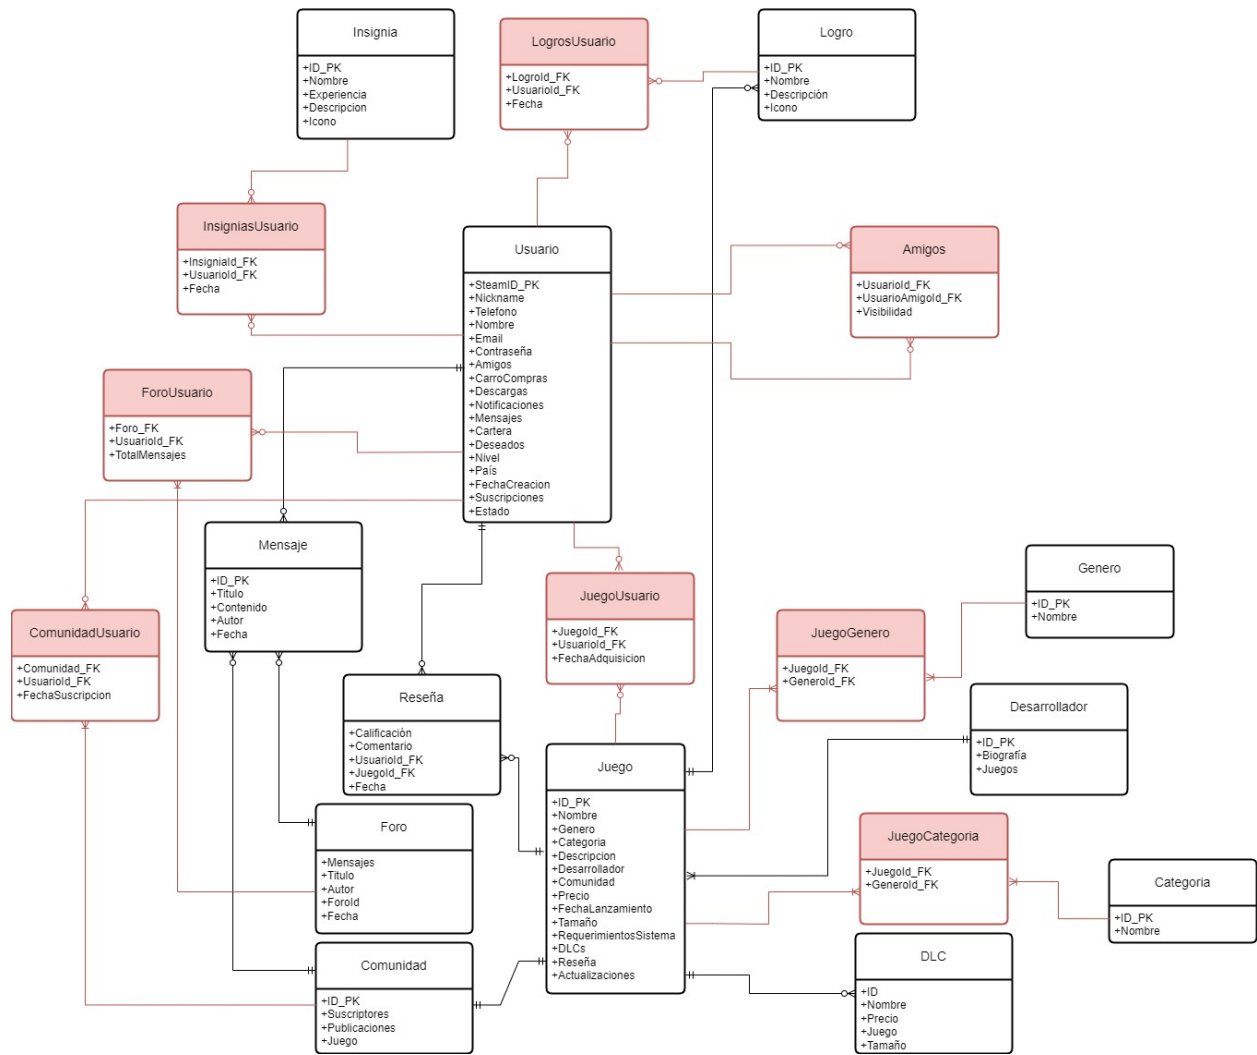 Insignia
+ID_PK
+Nombre
+Experiencia
+Descripcion
+Icono
LogrosUsuario
+LogroId_FK
+UsuarioId_FK
+Fecha
Logro
+ID_PK
+Nombre
+Descripción
+Icono
InsigniasUsuario
+InsigniaId_FK
+UsuarioId_FK
+Fecha
Usuario
+SteamID_PK
+Nickname
+Telefono
+Nombre
+Email
+Contraseña
+Amigos
+CarroCompras
+Descargas
+Notificaciones
+Mensajes
+Cartera
+Deseados
+Nivel
+País
+FechaCreacion
+Suscripciones
+Estado
Amigos
+UsuarioId_FK
+UsuarioAmigoId_FK
+Visibilidad
ForoUsuario
+Foro_FK
+UsuarioId_FK
+TotalMensajes
Mensaje
+ID_PK
+Titulo
+Contenido
+Autor
+Fecha
ComunidadUsuario
+Comunidad_FK
+UsuarioId_FK
+FechaSuscripcion
JuegoUsuario
+JuegoId_FK
+UsuarioId_FK
+FechaAdquisicion
Genero
+ID_PK
+Nombre
JuegoGenero
+JuegoId_FK
+GeneroId_FK
Reseña
+Calificación
+Comentario
+UsuarioId_FK
+JuegoId_FK
+Fecha
Desarrollador
+ID_PK
+Biografía
+Juegos
Juego
+ID_PK
+Nombre
+Genero
+Categoria
+Descripcion
+Desarrollador
+Comunidad
+Precio
+FechaLanzamiento
+Tamaño
+RequerimientosSistema
+DLCs
+Reseña
+Actualizaciones
Foro
+Mensajes
+Titulo
+Autor
+ForoId
+Fecha
JuegoCategoria
+JuegoId_FK
+GeneroId_FK
Categoria
+ID_PK
+Nombre
Comunidad
+ID_PK
+Suscriptores
+Publicaciones
+Juego
DLC
+ID
+Nombre
+Precio
+Juego
+Tamaño